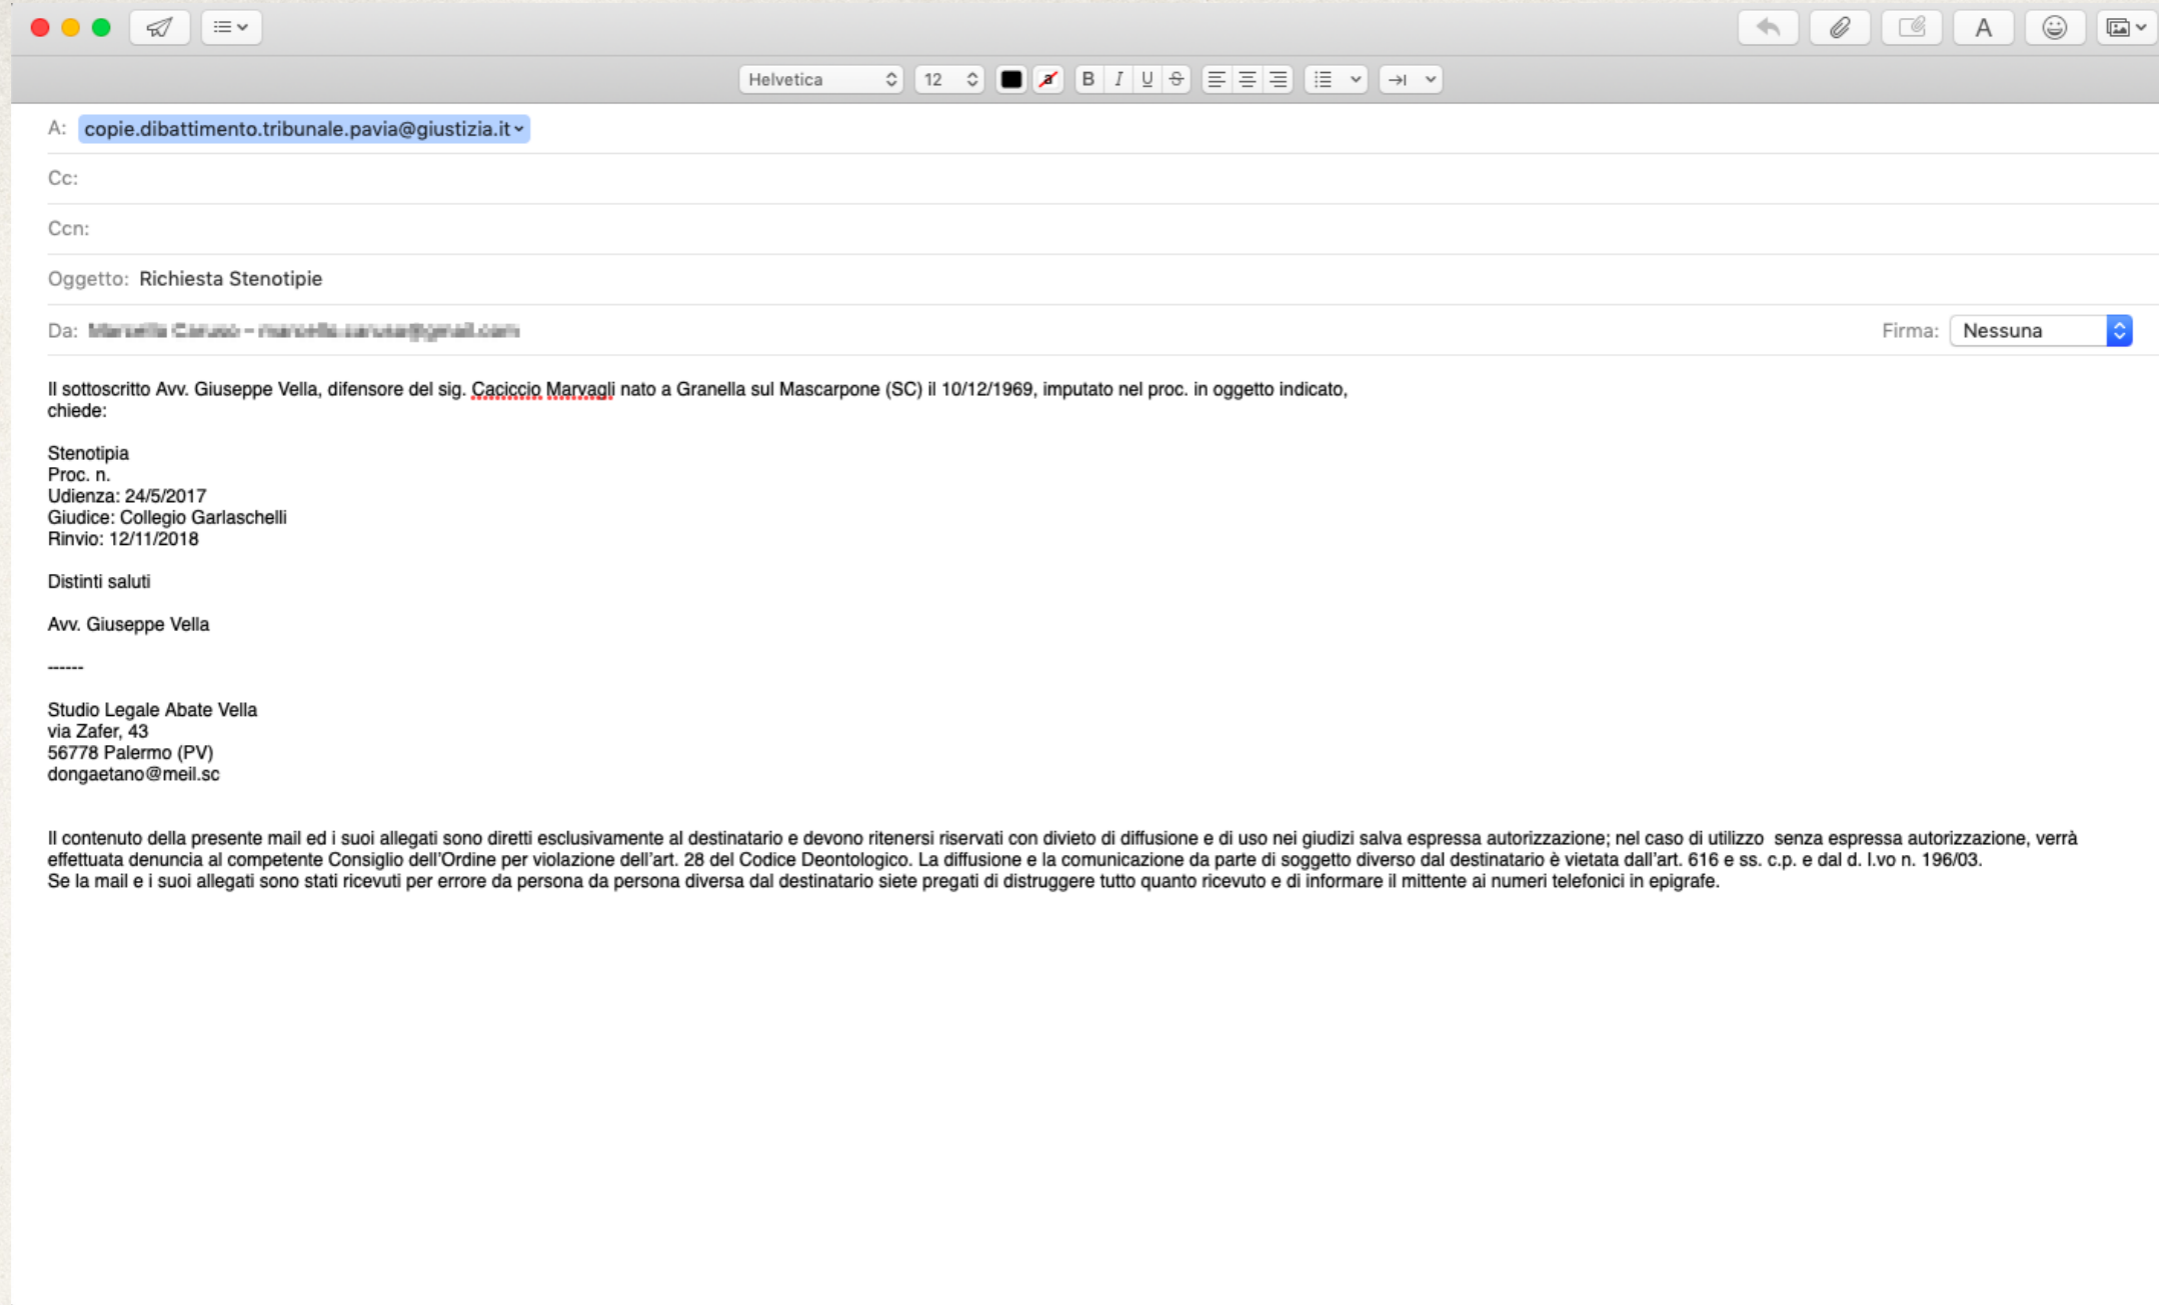 Helvetica 12 a B I U S
A: copie.dibattimento.tribunale.pavia@giustizia.it
Cc:
Ccn:
Oggetto: Richiesta Stenotipie
Da:
Firma: Nessuna
Il sottoscritto Avv. Giuseppe Vella, difensore del sig. Caciccio Marvagli nato a Granella sul Mascarpone (SC) il 10/12/1969, imputato nel proc. in oggetto indicato,
chiede:
Stenotipia
Proc. n.
Udienza: 24/5/2017
Giudice: Collegio Garlaschelli
Rinvio: 12/11/2018
Distinti saluti
Avv. Giuseppe Vella
------
Studio Legale Abate Vella
via Zafer, 43
56778 Palermo (PV)
dongaetano@meil.sc
Il contenuto della presente mail ed i suoi allegati sono diretti esclusivamente al destinatario e devono ritenersi riservati con divieto di diffusione e di uso nei giudizi salva espressa autorizzazione; nel caso di utilizzo  senza espressa autorizzazione, verrà
effettuata denuncia al competente Consiglio dell'Ordine per violazione dell'art. 28 del Codice Deontologico. La diffusione e la comunicazione da parte di soggetto diverso dal destinatario è vietata dall'art. 616 e ss. c.p. e dal d. l.vo n. 196/03.
Se la mail e i suoi allegati sono stati ricevuti per errore da persona da persona diversa dal destinatario siete pregati di distruggere tutto quanto ricevuto e di informare il mittente ai numeri telefonici in epigrafe.